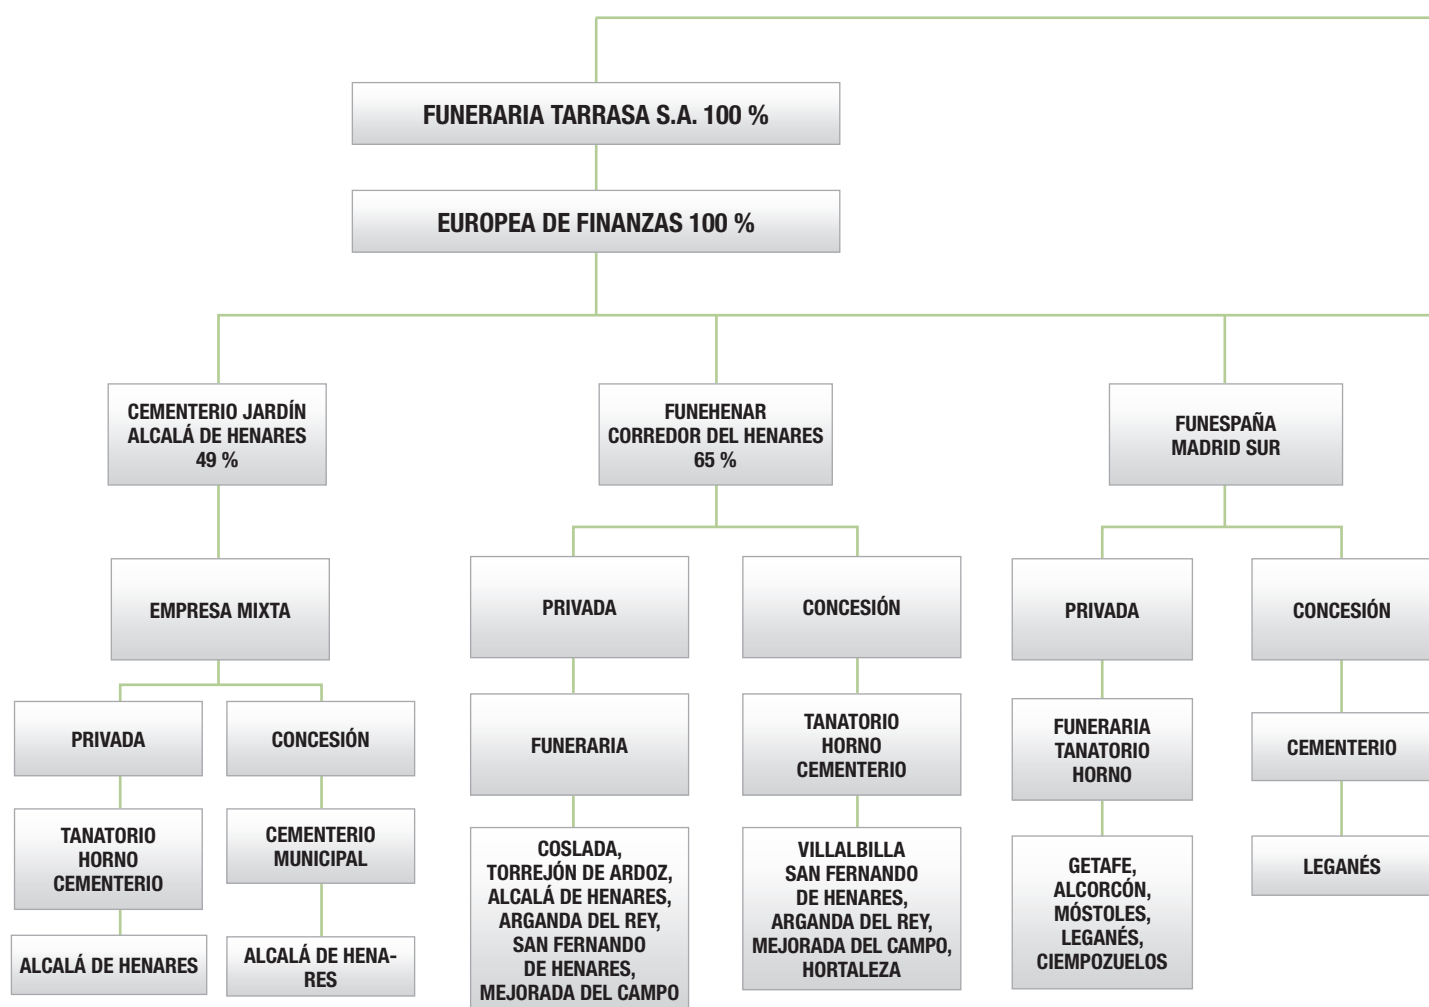 FUNERARIA TARRASA S.A. 100 %
EUROPEA DE FINANZAS 100 %
CEMENTERIO JARDÍN
ALCALÁ DE HENARES
49 %
FUNEHENAR
CORREDOR DEL HENARES
65 %
FUNESPAÑA
MADRID SUR
EMPRESA MIXTA
PRIVADA
CONCESIÓN
PRIVADA
CONCESIÓN
PRIVADA
CONCESIÓN
FUNERARIA
TANATORIO
HORNO
CEMENTERIO
FUNERARIA
TANATORIO
HORNO
CEMENTERIO
TANATORIO
HORNO
CEMENTERIO
CEMENTERIO
MUNICIPAL
COSLADA,
TORREJÓN DE ARDOZ,
ALCALÁ DE HENARES,
ARGANDA DEL REY,
SAN FERNANDO
DE HENARES,
MEJORADA DEL CAMPO
VILLALBILLA
SAN FERNANDO
DE HENARES,
ARGANDA DEL REY,
MEJORADA DEL CAMPO,
HORTALEZA
GETAFE,
ALCORCÓN,
MÓSTOLES,
LEGANÉS,
CIEMPOZUELOS
LEGANÉS
ALCALÁ DE HENARES
ALCALÁ DE HENA-
RES